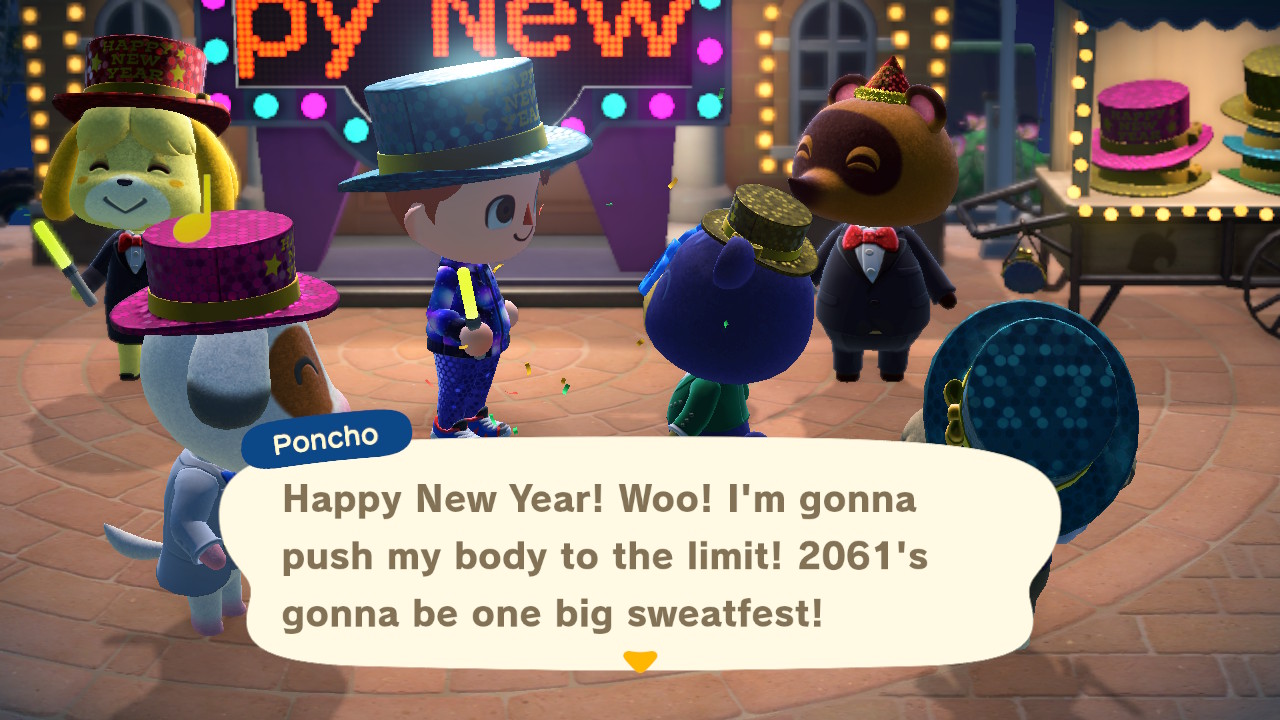 py New
HAPPY
NEW
YEAR
Poncho
Happy New Year! Woo! I'm gonna
push my body to the limit! 2061's
gonna be one big sweatfest!